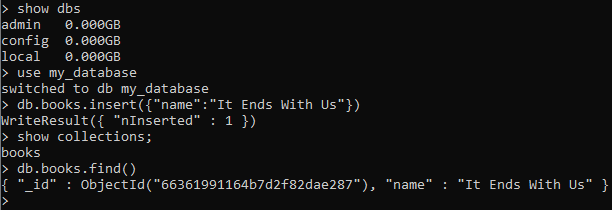 > show dbs
admin   0.000GB
config  0.000GB
local   0.000GB
> use my_database
switched to db my_database
> db.books.insert({"name":"It Ends With Us"})
WriteResult({ "nInserted" : 1 })
> show collections;
books
> db.books.find()
{ "_id" : ObjectId("66361991164b7d2f82dae287"), "name" : "It Ends With Us" }
>